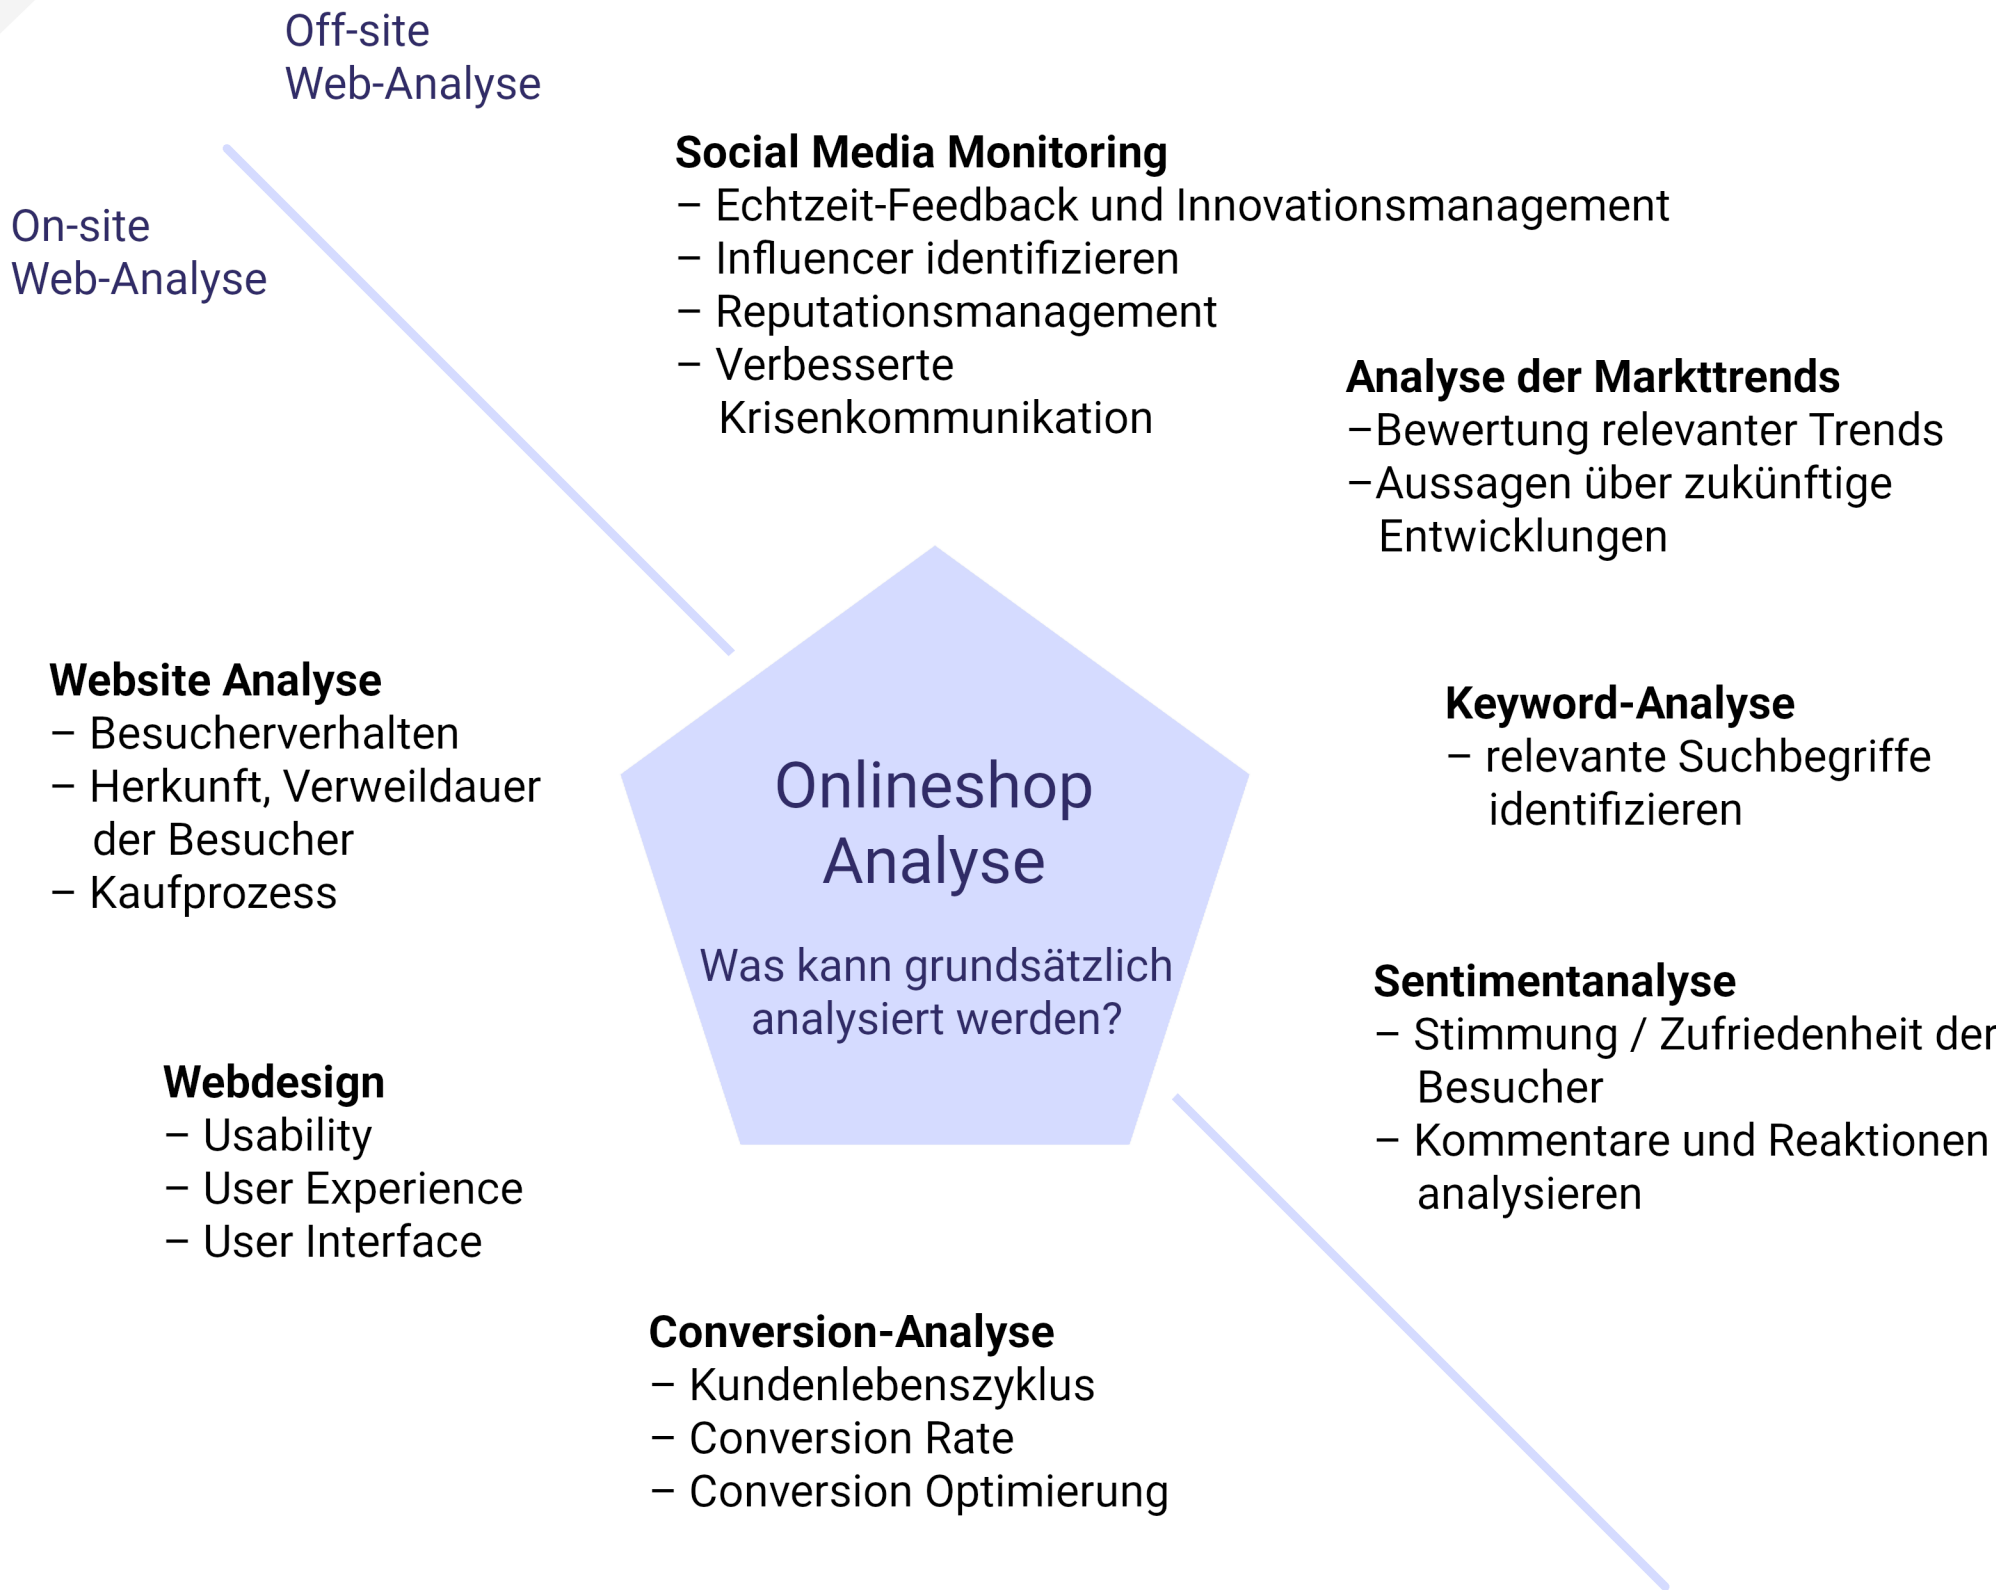 Off-site
Web-Analyse
On-site
Web-Analyse
Social Media Monitoring
– Echtzeit-Feedback und Innovationsmanagement
– Influencer identifizieren
– Reputationsmanagement
– Verbesserte
Krisenkommunikation
Analyse der Markttrends
–Bewertung relevanter Trends
–Aussagen über zukünftige
Entwicklungen
Website Analyse
– Besucherverhalten
– Herkunft, Verweildauer
der Besucher
– Kaufprozess
Keyword-Analyse
– relevante Suchbegriffe
identifizieren
Onlineshop
Analyse
Was kann grundsätzlich
analysiert werden?
Sentimentanalyse
– Stimmung / Zufriedenheit der
Besucher
– Kommentare und Reaktionen
analysieren
Webdesign
– Usability
– User Experience
– User Interface
Conversion-Analyse
– Kundenlebenszyklus
– Conversion Rate
– Conversion Optimierung